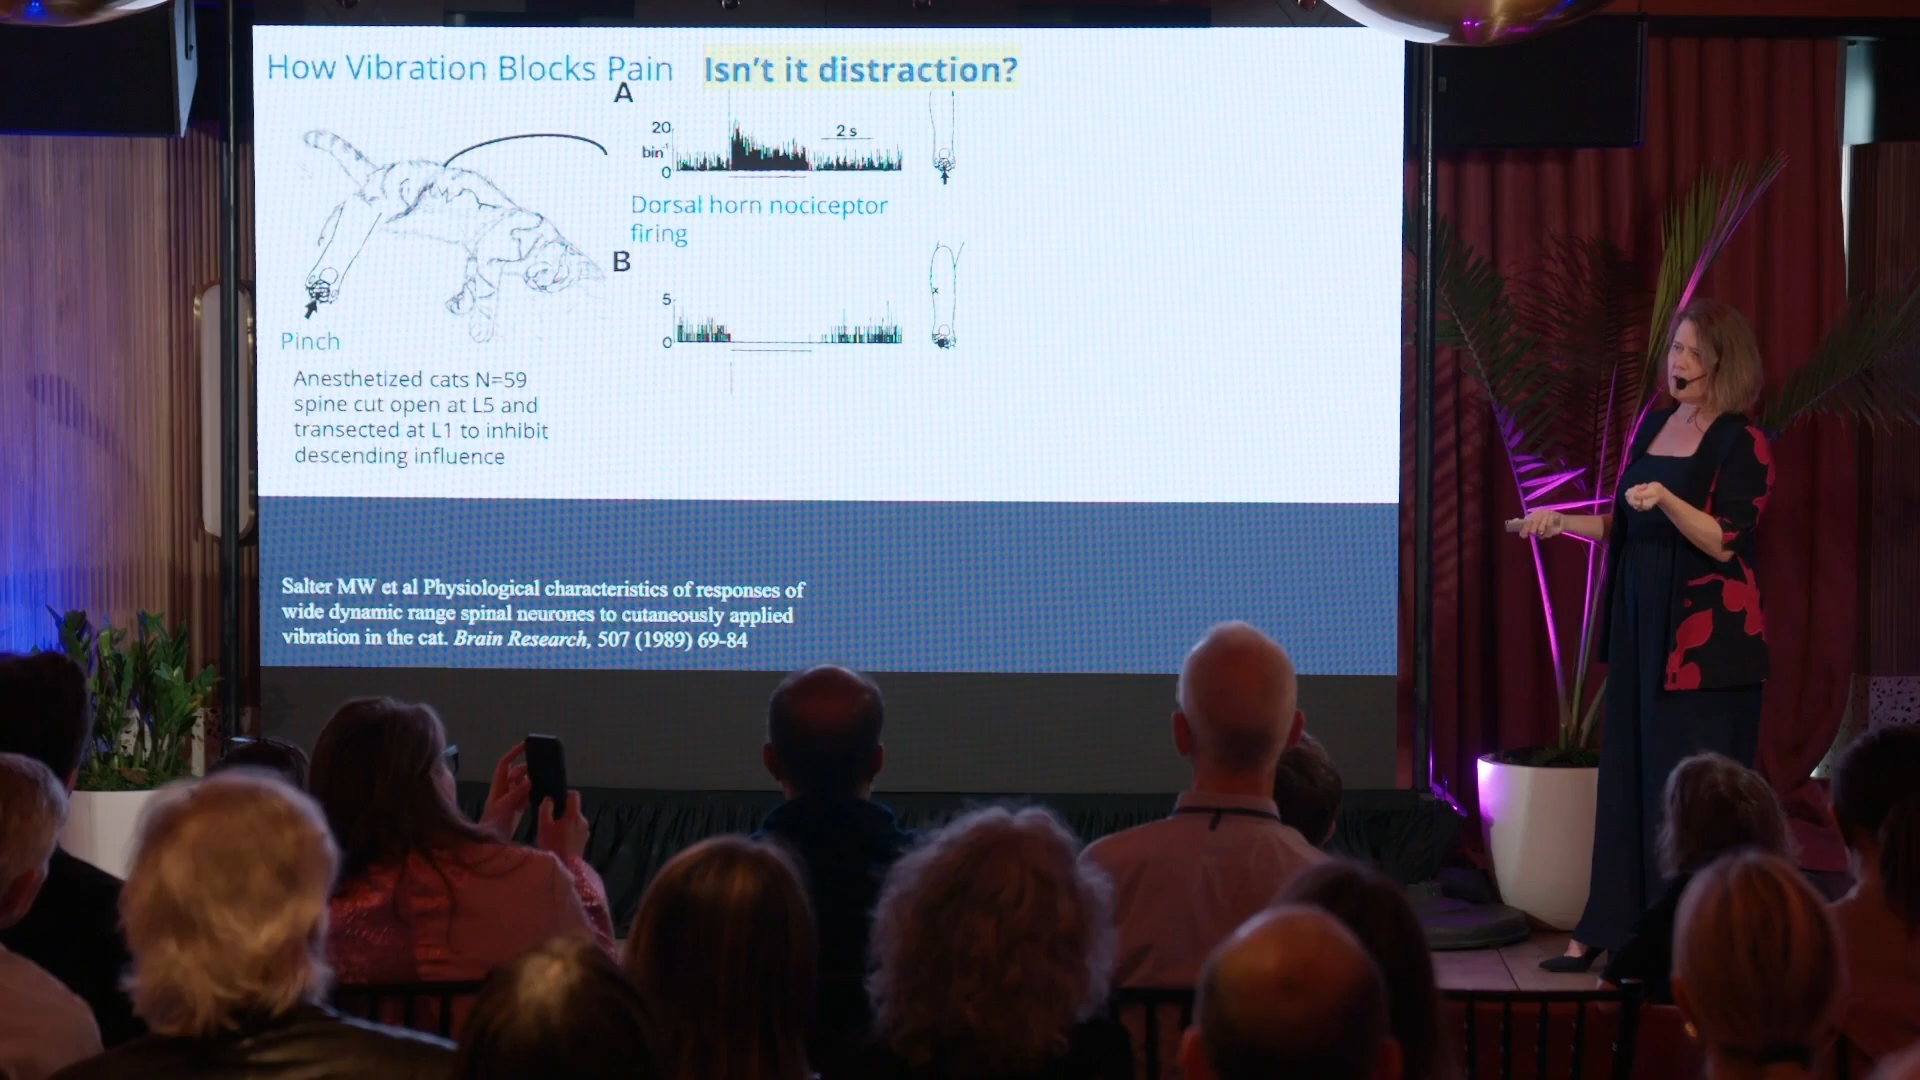 How Vibration Blocks Pain Isn't it distraction?
A
20
bin⁻¹
0
2 s
Dorsal horn nociceptor
firing
B
5
0
x
Pinch
Anesthetized cats N=59
spine cut open at L5 and
transected at L1 to inhibit
descending influence
Salter MW et al Physiological characteristics of responses of
wide dynamic range spinal neurones to cutaneously applied
vibration in the cat. Brain Research, 507 (1989) 69-84